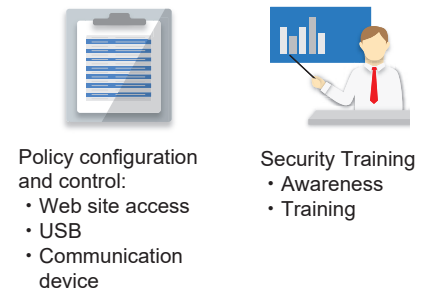 Policy configuration
and control:
・Web site access
・USB
・Communication
device
Security Training
・Awareness
・Training